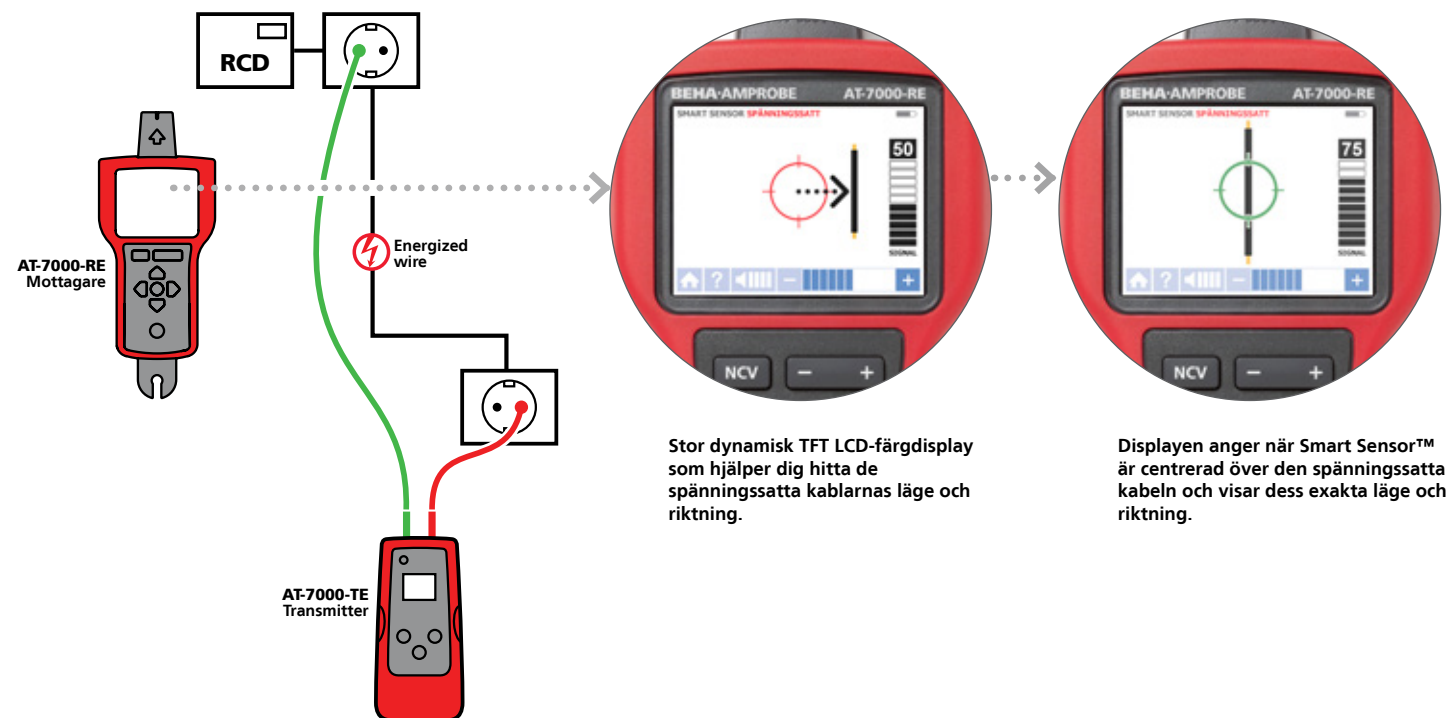 RCD
Energized
wire
AT-7000-RE
Mottagare
AT-7000-TE
Transmitter
BEHA-AMPROBE AT-7000-RE
SMART SENSOR SPÄNNINGSSATT
50
SIGNAL
?
NCV - +
Stor dynamisk TFT LCD-färgdisplay
som hjälper dig hitta de
spänningssatta kablarnas läge och
riktning.
BEHA-AMPROBE AT-7000-RE
SMART SENSOR SPÄNNINGSSATT
75
SIGNAL
?
NCV - +
Displayen anger när Smart Sensor™
är centrerad över den spänningssatta
kabeln och visar dess exakta läge och
riktning.